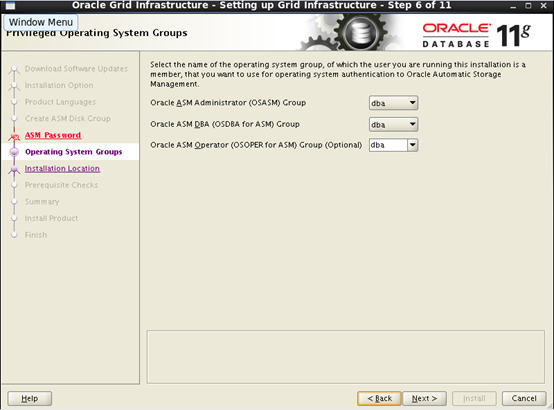 Oracle Grid Infrastructure - Setting up Grid Infrastructure - Step 6 of 11
Window Menu
Privileged Operating System Groups
ORACLE 11g
DATABASE
Download Software Updates
Installation Option
Product Languages
Create ASM Disk Group
ASM Password
Operating System Groups
Installation Location
Prerequisite Checks
Summary
Install Product
Finish
Select the name of the operating system group, of which the user you are running this installation is a
member, that you want to use for operating system authentication to Oracle Automatic Storage
Management.
Oracle ASM Administrator (OSASM) Group dba
Oracle ASM DBA (OSDBA for ASM) Group dba
Oracle ASM Operator (OSOPER for ASM) Group (Optional) dba
Help < Back Next > Install Cancel